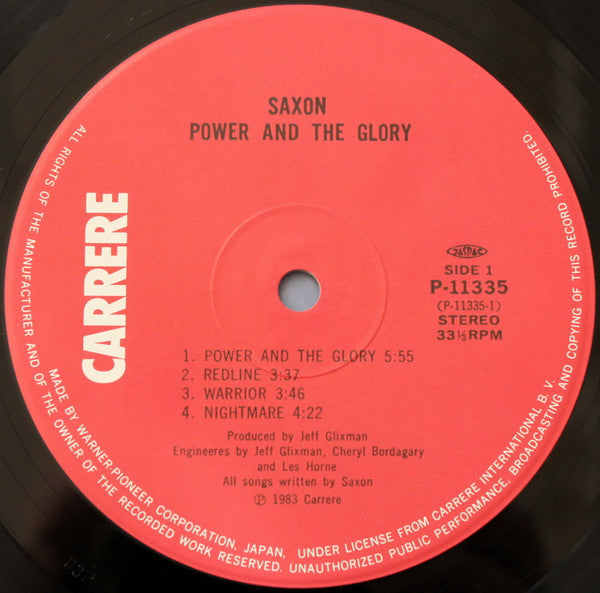 SAXON
POWER AND THE GLORY
CARRERE
JASRAC
SIDE 1
P-11335
(P-11335-1)
STEREO
33⅓RPM
1. POWER AND THE GLORY 5:55
2. REDLINE 3:37
3. WARRIOR 3:46
4. NIGHTMARE 4:22
Produced by Jeff Glixman
Engineeres by Jeff Glixman, Cheryl Bordagary
and Les Horne
All songs written by Saxon
Ⓟ 1983 Carrere
ALL RIGHTS OF THE MANUFACTURER AND OF THE OWNER OF THE RECORDED WORK RESERVED. UNAUTHORIZED PUBLIC PERFORMANCE, BROADCASTING AND COPYING OF THIS RECORD PROHIBITED.
MADE BY WARNER-PIONEER CORPORATION, JAPAN, UNDER LICENSE FROM CARRERE INTERNATIONAL B. V.